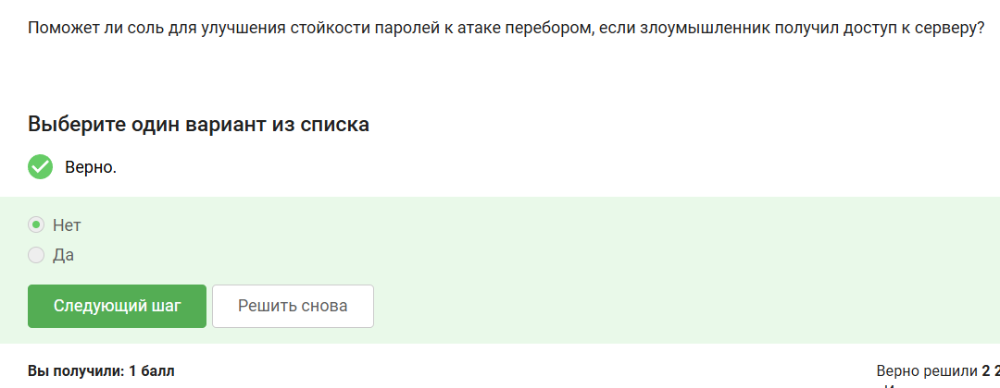 Поможет ли соль для улучшения стойкости паролей к атаке перебором, если злоумышленник получил доступ к серверу?
Выберите один вариант из списка
Верно.
Нет
Да
Следующий шаг
Решить снова
Вы получили: 1 балл
Верно решили 2 2